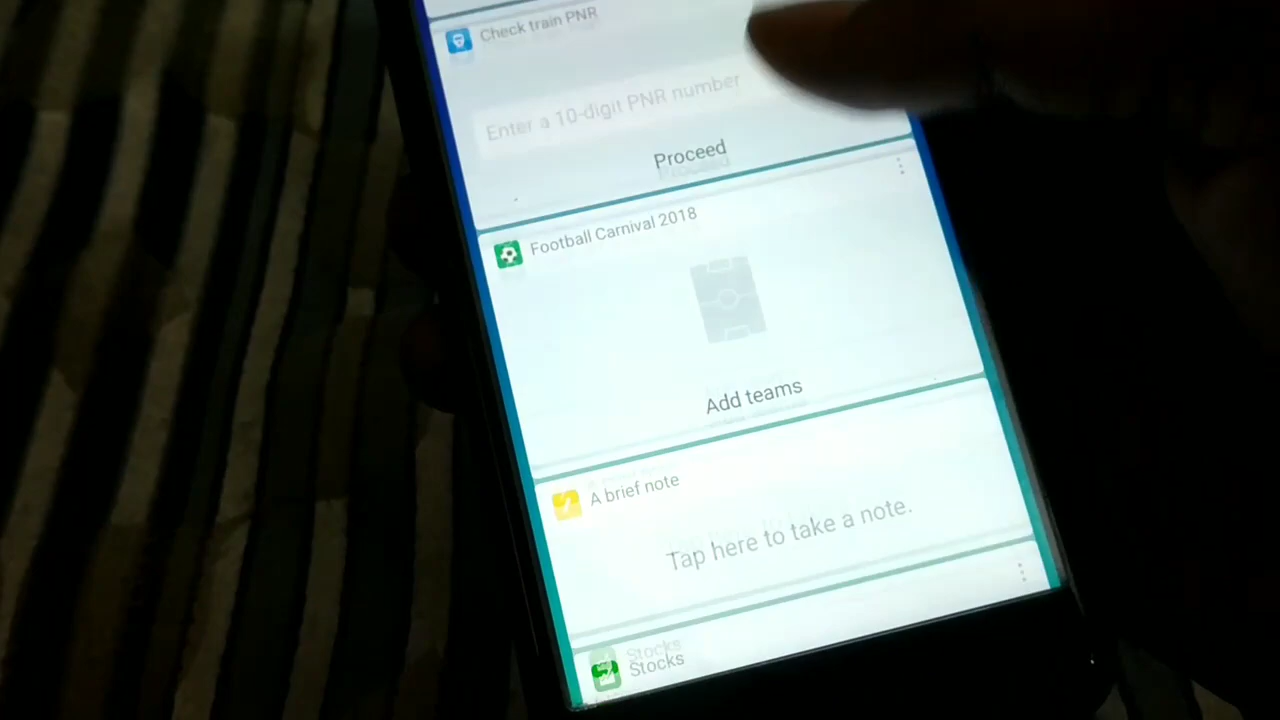 Check train PNR
Enter a 10-digit PNR number
Proceed
Football Carnival 2018
Add teams
A brief note
Tap here to take a note.
Stocks